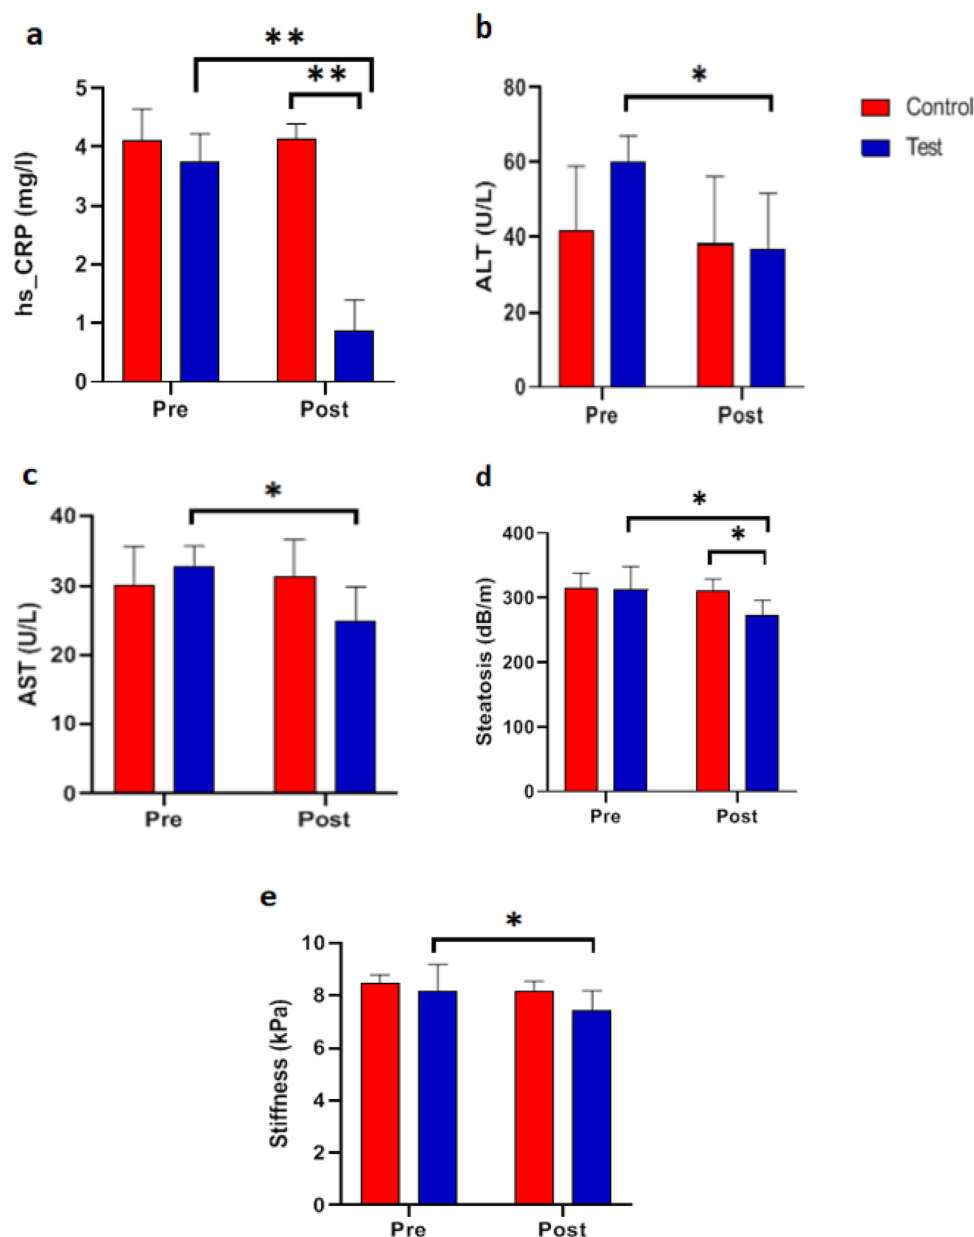 a
**
**
hs_CRP (mg/l)
5
4
3
2
1
0
Pre
Post
b
*
ALT (U/L)
80
60
40
20
0
Pre
Post
Control
Test
c
*
AST (U/L)
40
30
20
10
0
Pre
Post
d
*
*
Steatosis (dB/m)
400
300
200
100
0
Pre
Post
e
*
Stiffness (kPa)
10
8
6
4
2
0
Pre
Post